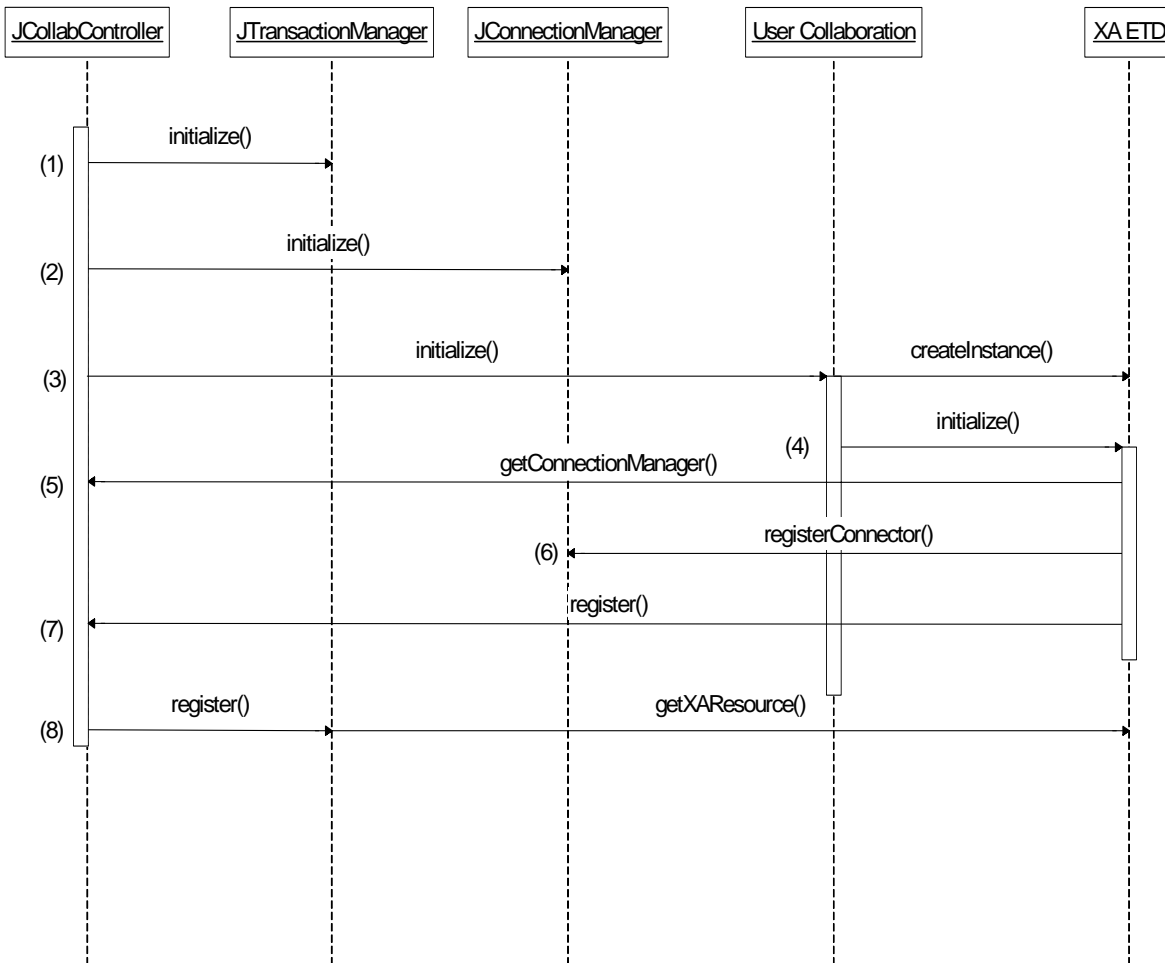 JCollabController
JTransactionManager
JConnectionManager
User Collaboration
XA ETD
initialize()
(1)
initialize()
(2)
initialize()
createInstance()
(3)
initialize()
(4)
getConnectionManager()
(5)
registerConnector()
(6)
register()
(7)
register()
getXAResource()
(8)